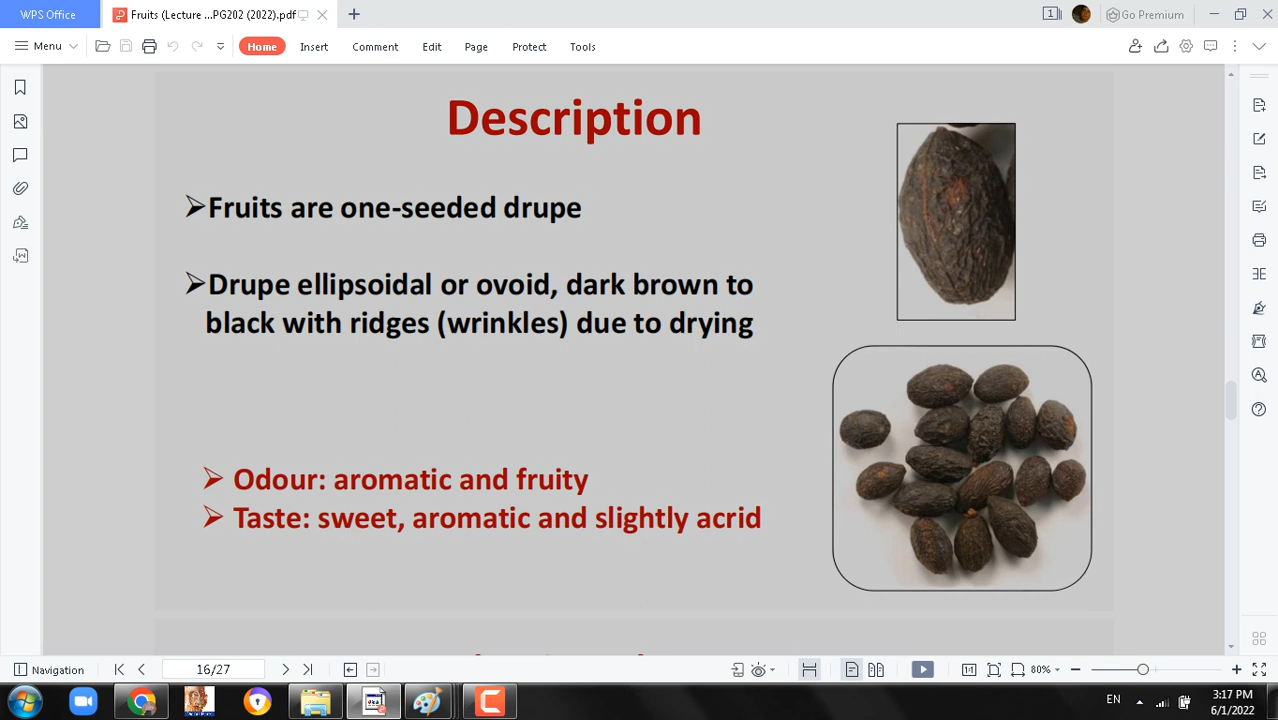 WPS Office
Fruits (Lecture ...PG202 (2022).pdf
1
Go Premium
Menu
Home
Insert
Comment
Edit
Page
Protect
Tools
Description
➢Fruits are one-seeded drupe
➢Drupe ellipsoidal or ovoid, dark brown to
black with ridges (wrinkles) due to drying
➢ Odour: aromatic and fruity
➢ Taste: sweet, aromatic and slightly acrid
Navigation
16/27
1:1
80%
EN
3:17 PM
6/1/2022